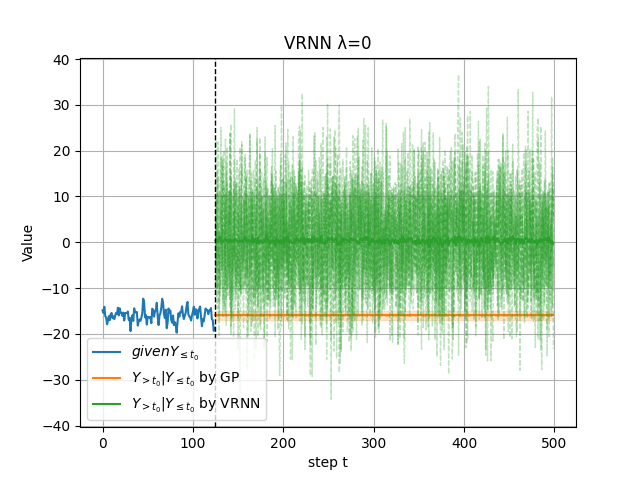 VRNN λ=0
Value
40
30
20
10
0
−10
−20
−30
−40
givenY≤t₀
Y>t₀|Y≤t₀ by GP
Y>t₀|Y≤t₀ by VRNN
0 100 200 300 400 500
step t